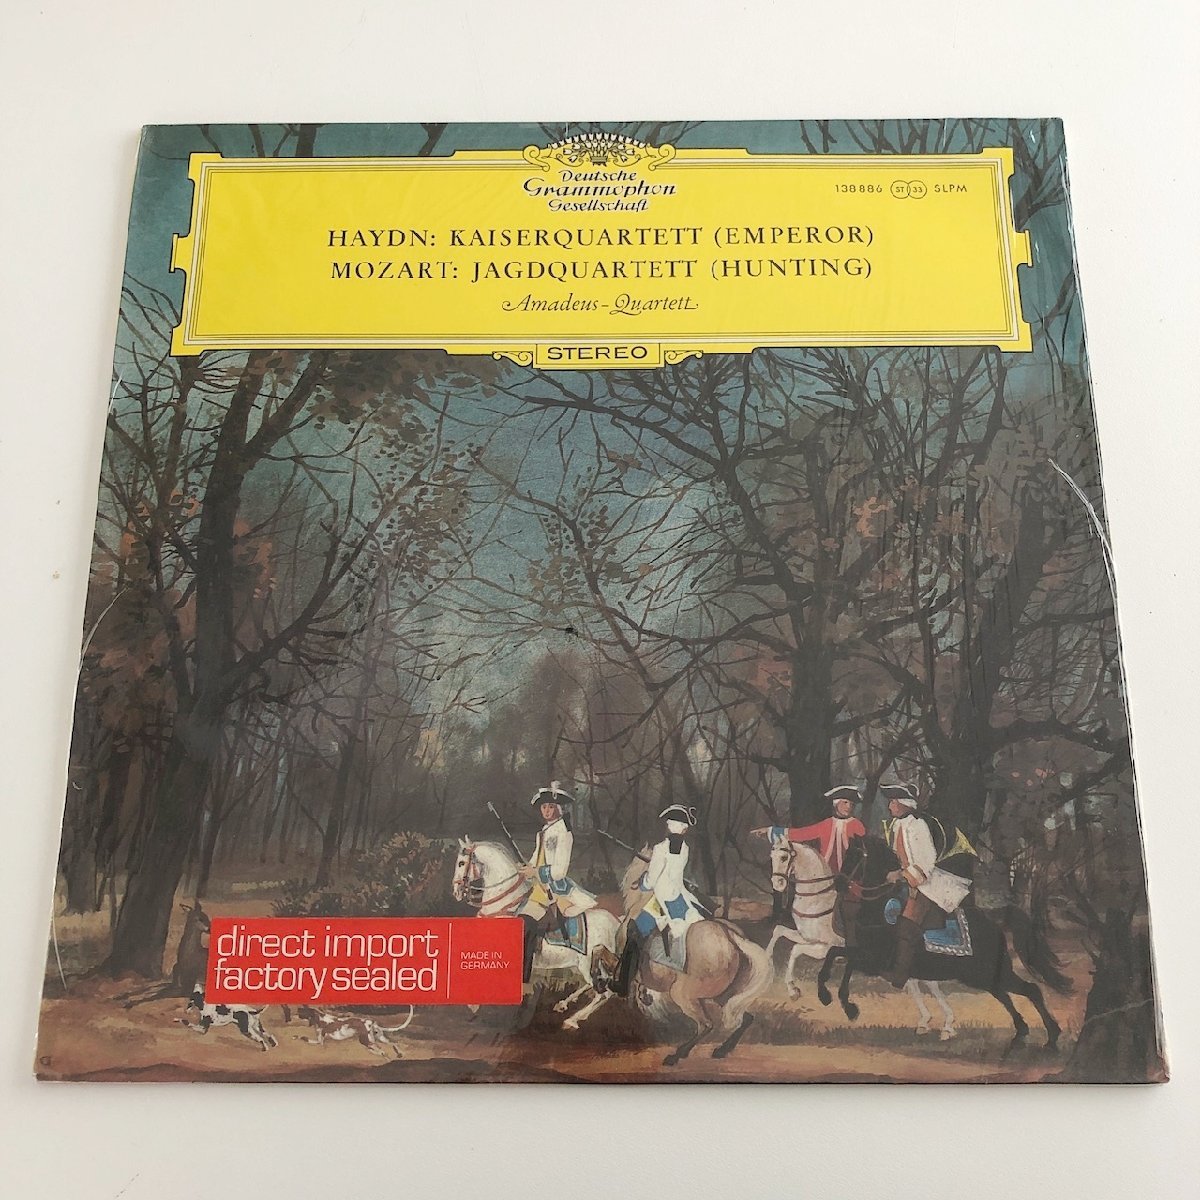 Deutsche
Grammophon
Gesellschaft
138 886 ST 33 SLPM
HAYDN: KAISERQUARTETT (EMPEROR)
MOZART: JAGDQUARTETT (HUNTING)
Amadeus-Quartett
STEREO
direct import
factory sealed
MADE IN
GERMANY